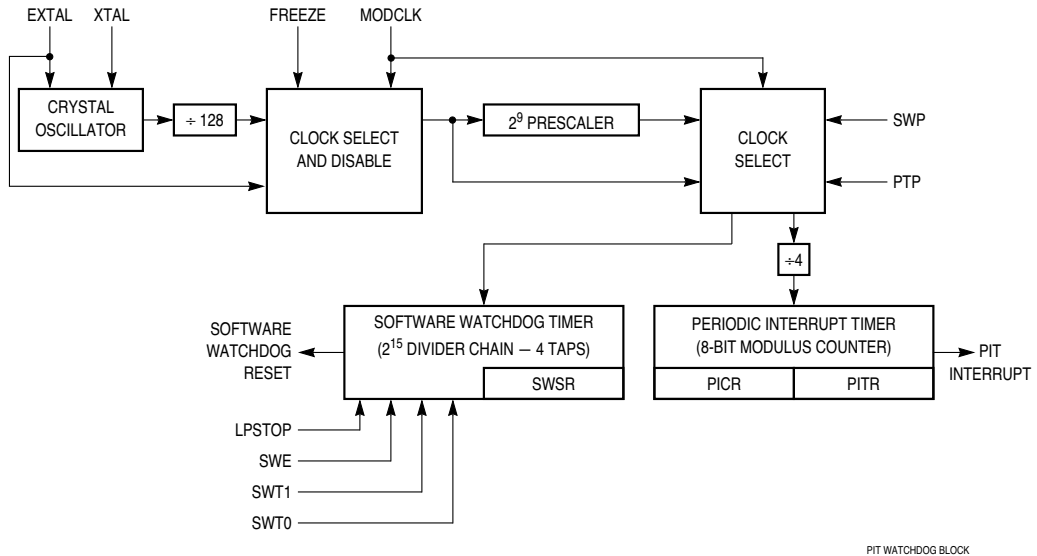 EXTAL XTAL FREEZE MODCLK
CRYSTAL
OSCILLATOR
÷ 128
CLOCK SELECT
AND DISABLE
2⁹ PRESCALER
CLOCK
SELECT
SWP
PTP
÷4
SOFTWARE
WATCHDOG
RESET
SOFTWARE WATCHDOG TIMER
(2¹⁵ DIVIDER CHAIN — 4 TAPS)
SWSR
PERIODIC INTERRUPT TIMER
(8-BIT MODULUS COUNTER)
PICR PITR
PIT
INTERRUPT
LPSTOP
SWE
SWT1
SWT0
PIT WATCHDOG BLOCK